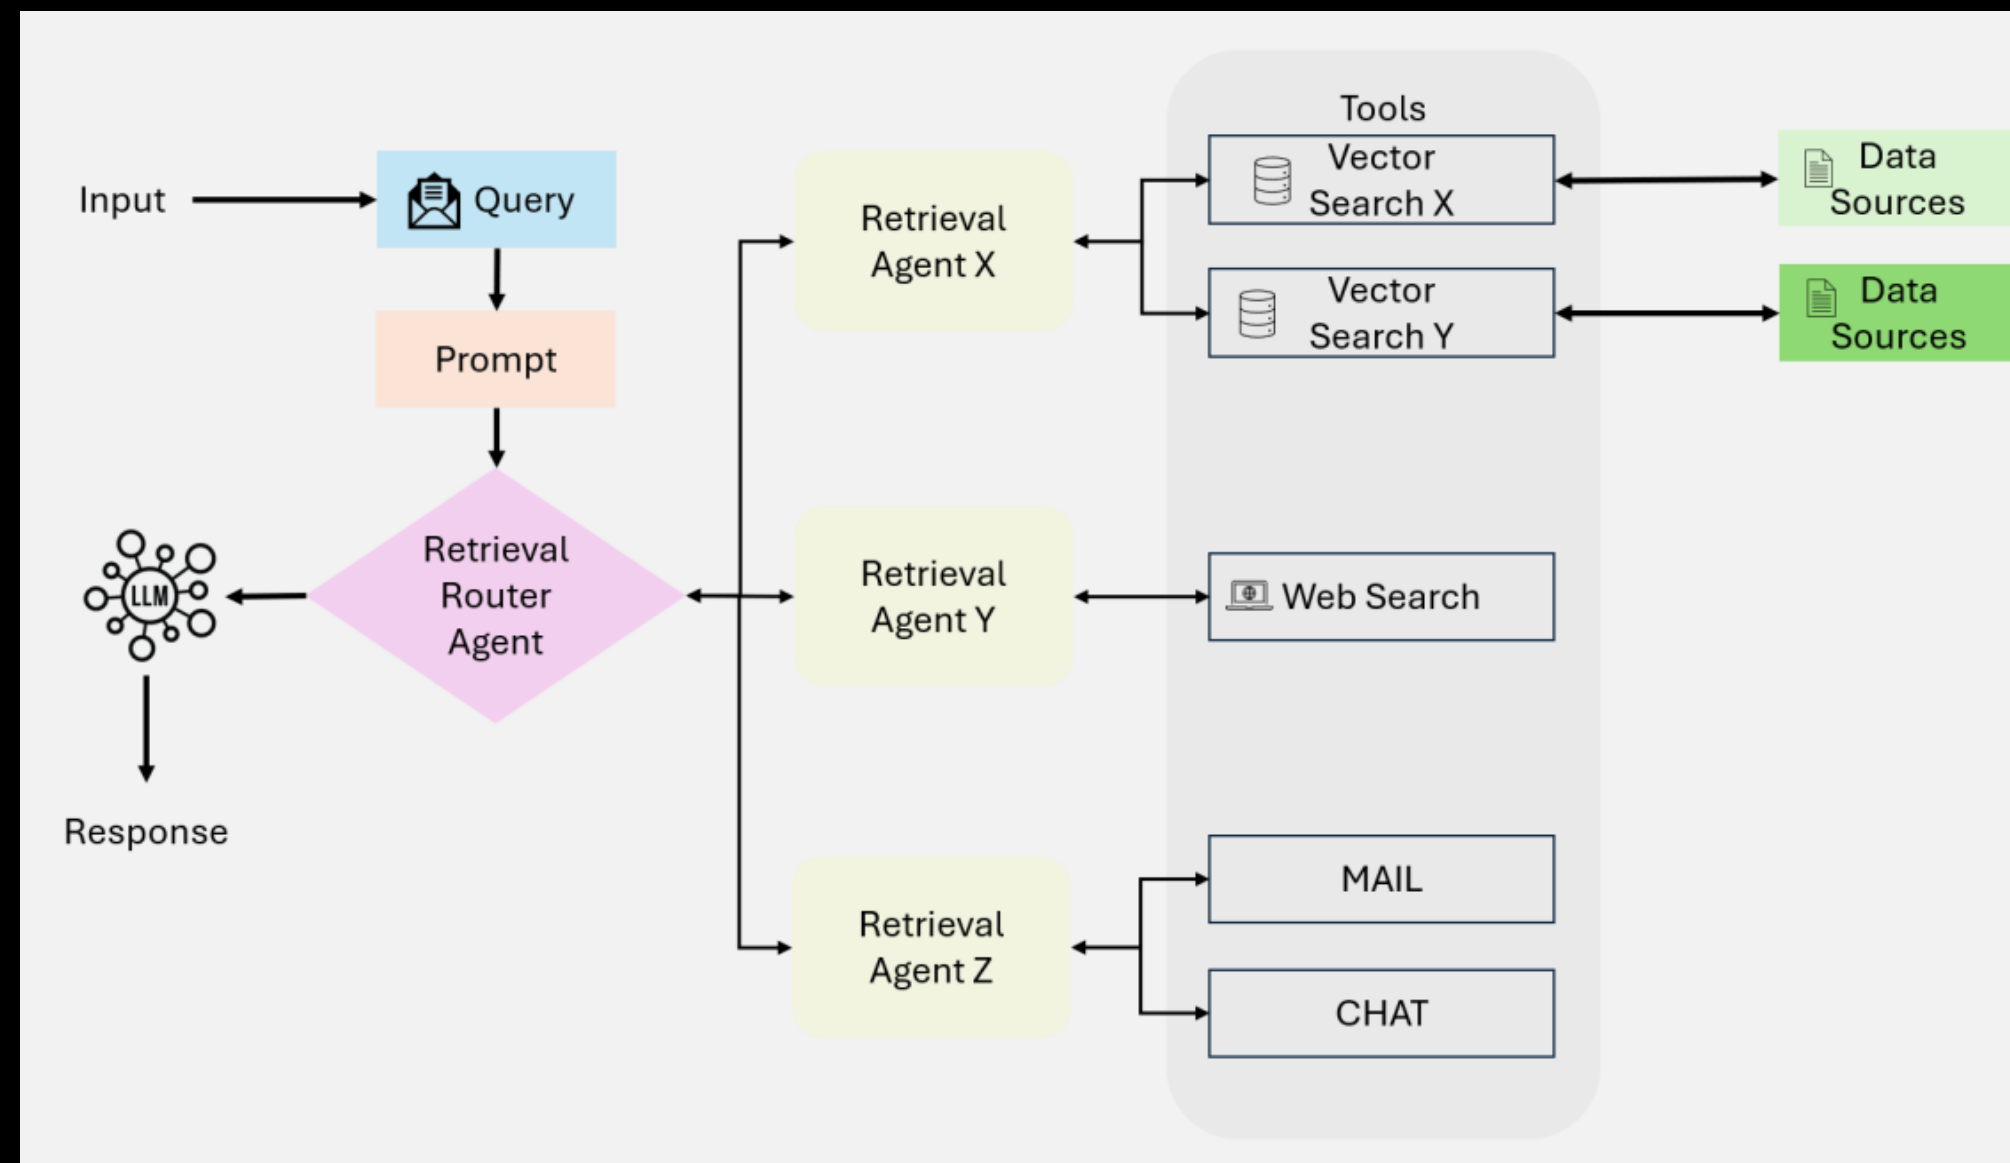 Input
Query
Prompt
Retrieval
Router
Agent
LLM
Response
Retrieval
Agent X
Retrieval
Agent Y
Retrieval
Agent Z
Tools
Vector
Search X
Vector
Search Y
Web Search
MAIL
CHAT
Data
Sources
Data
Sources